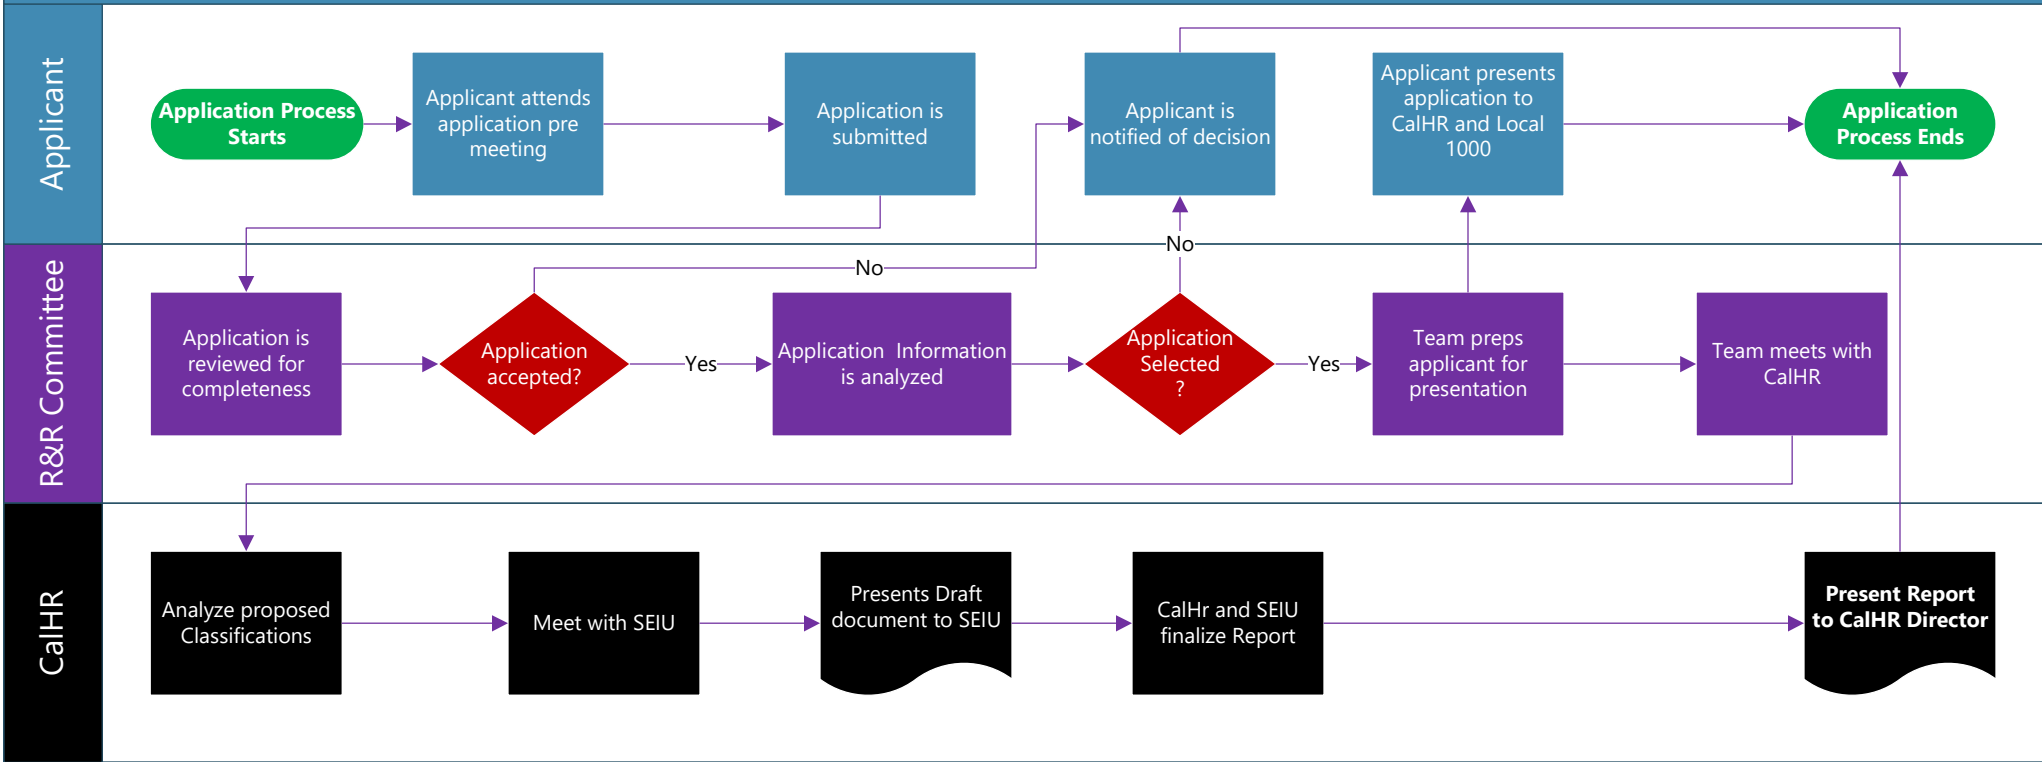 Applicant
Application Process
Starts
Applicant attends
application pre
meeting
Application is
submitted
Applicant is
notified of decision
Applicant presents
application to
CalHR and Local
1000
Application
Process Ends
No
No
R&R Committee
Application is
reviewed for
completeness
Application
accepted?
Yes
Application Information
is analyzed
Application
Selected
?
Yes
Team preps
applicant for
presentation
Team meets with
CalHR
CalHR
Analyze proposed
Classifications
Meet with SEIU
Presents Draft
document to SEIU
CalHr and SEIU
finalize Report
Present Report
to CalHR Director